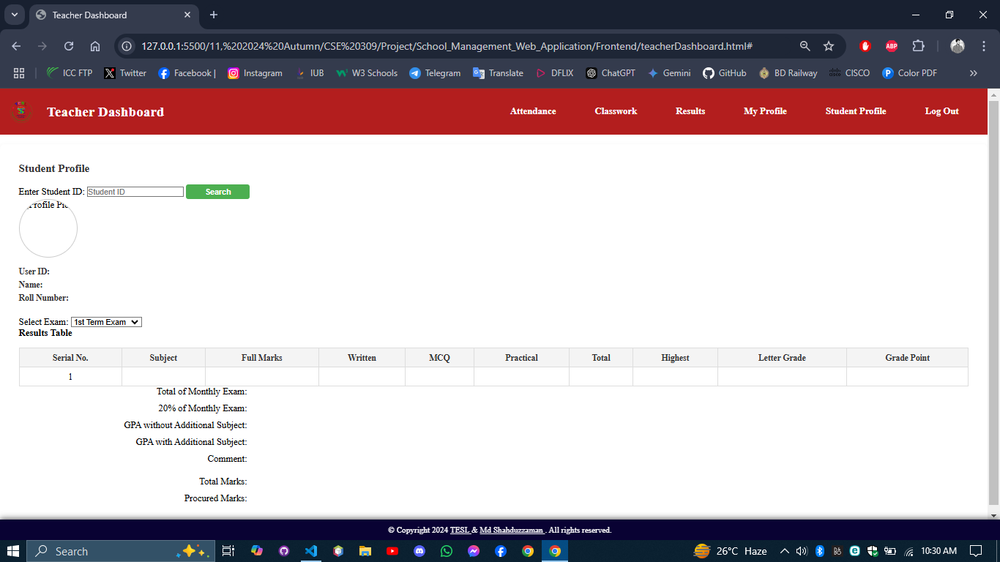 Teacher Dashboard
127.0.0.1:5500/11,%202024%20Autumn/CSE%20309/Project/School_Management_Web_Application/Frontend/teacherDashboard.html#
ABP
ICC FTP Twitter Facebook | Instagram IUB W3 Schools Telegram Translate DFLIX ChatGPT Gemini GitHub BD Railway CISCO Color PDF
Teacher Dashboard Attendance Classwork Results My Profile Student Profile Log Out
Student Profile
Enter Student ID: Student ID Search
Profile Pic
User ID:
Name:
Roll Number:
Select Exam: 1st Term Exam
Results Table
Serial No. Subject Full Marks Written MCQ Practical Total Highest Letter Grade Grade Point
1
Total of Monthly Exam:
20% of Monthly Exam:
GPA without Additional Subject:
GPA with Additional Subject:
Comment:
Total Marks:
Procured Marks:
© Copyright 2024 TESL & Md Shahduzzaman . All rights reserved.
Search 26°C Haze 10:30 AM